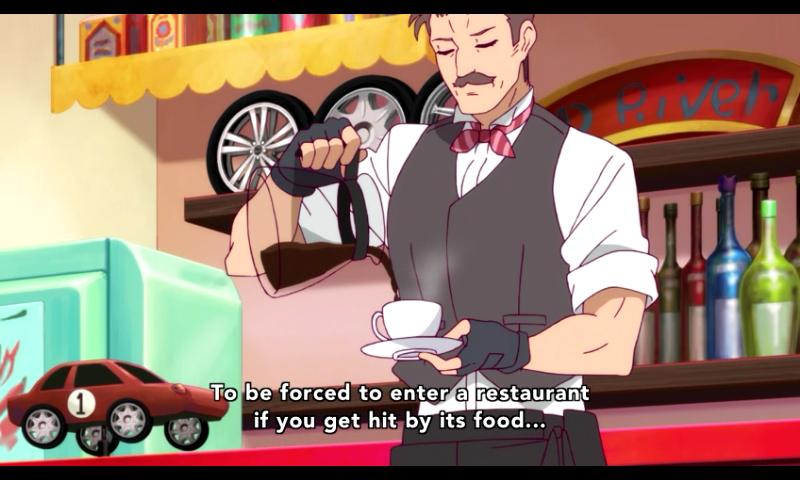 River
1
To be forced to enter a restaurant
if you get hit by its food...